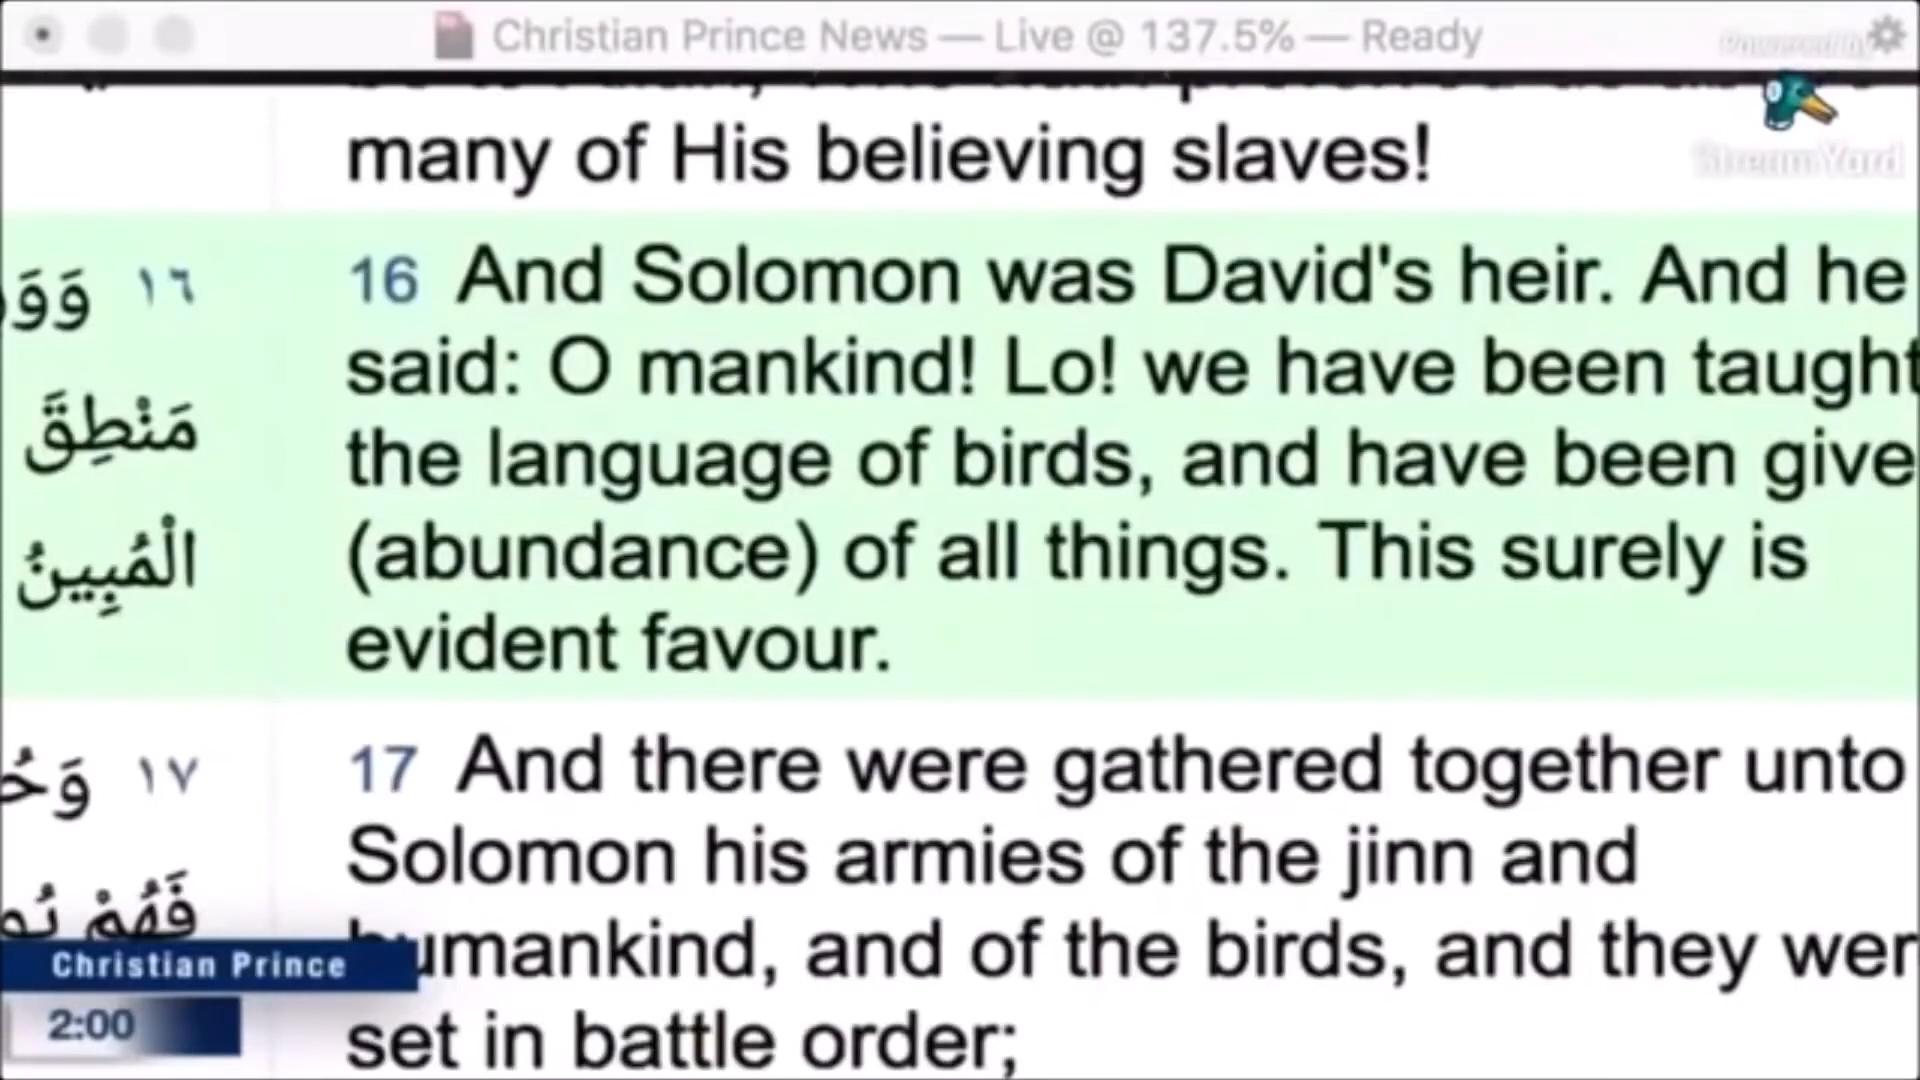 Christian Prince News — Live @ 137.5% — Ready
Powered by
StreamYard
many of His believing slaves!
١٦
16 And Solomon was David's heir. And he
said: O mankind! Lo! we have been taught
مَنْطِقَ
the language of birds, and have been give
الْمُبِينُ
(abundance) of all things. This surely is
evident favour.
١٧
17 And there were gathered together unto
Solomon his armies of the jinn and
فَهُمْ
umankind, and of the birds, and they wer
set in battle order;
Christian Prince
2:00